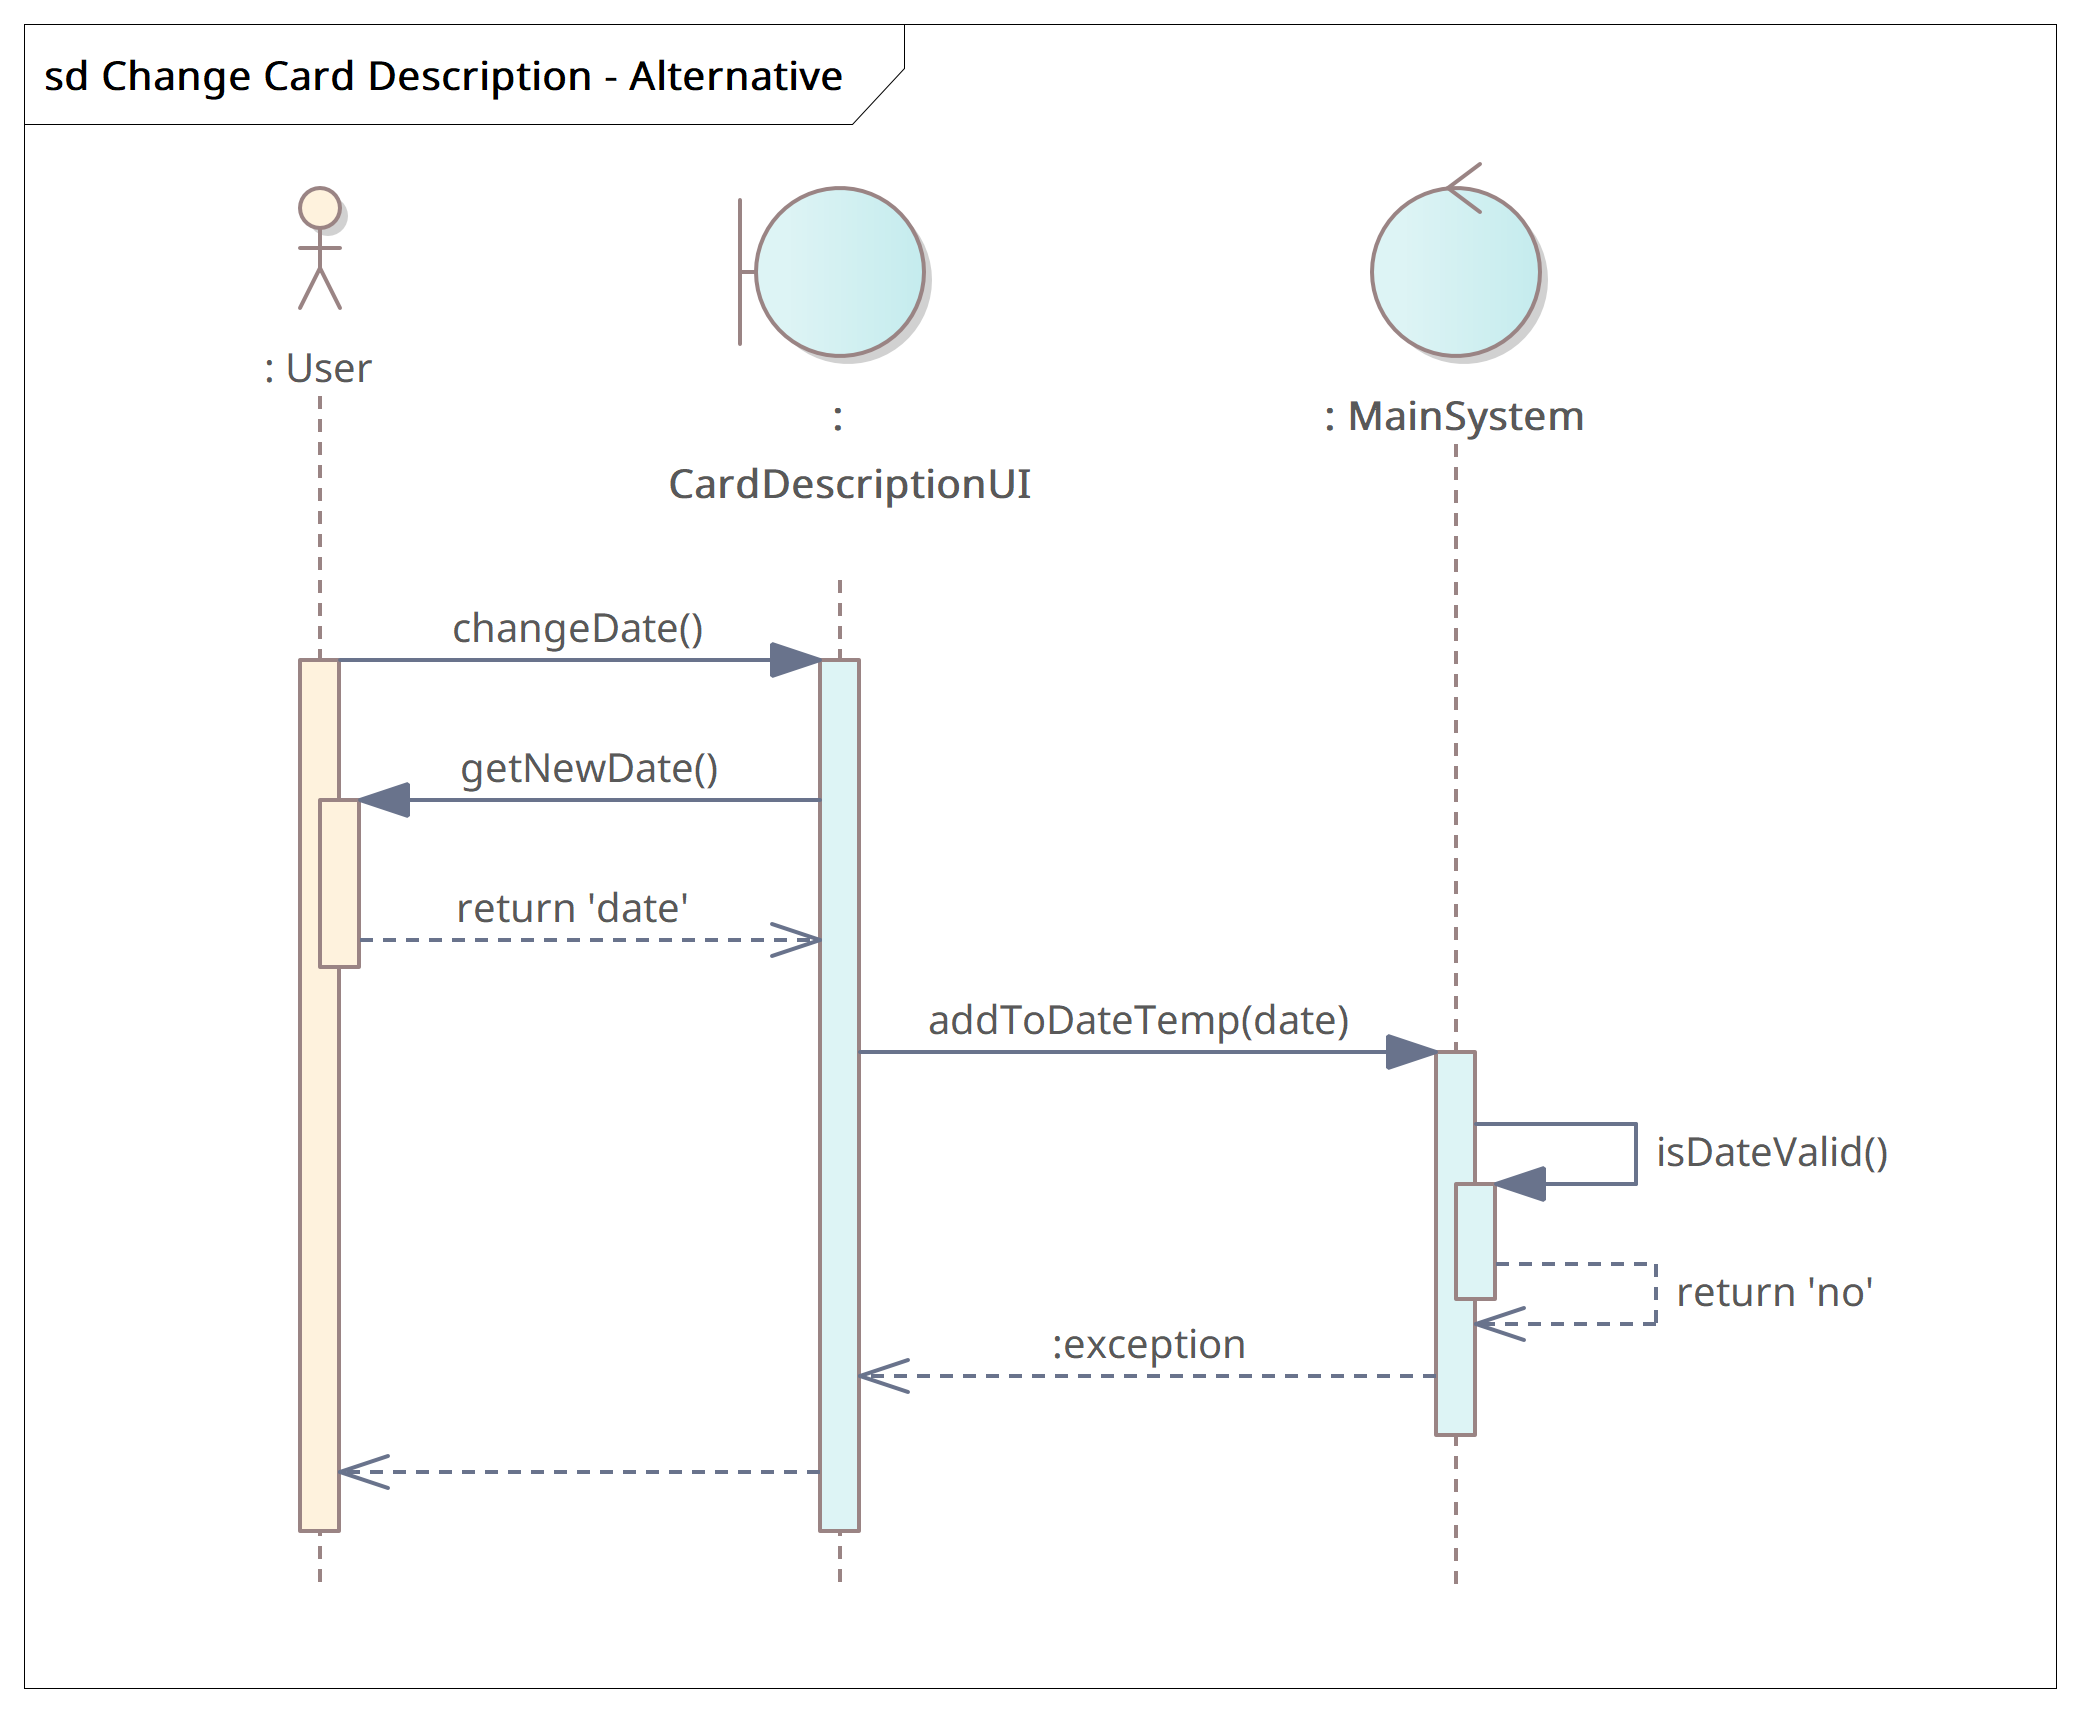 sd Change Card Description - Alternative
: User
:
CardDescriptionUI
: MainSystem
changeDate()
getNewDate()
return 'date'
addToDateTemp(date)
isDateValid()
return 'no'
:exception